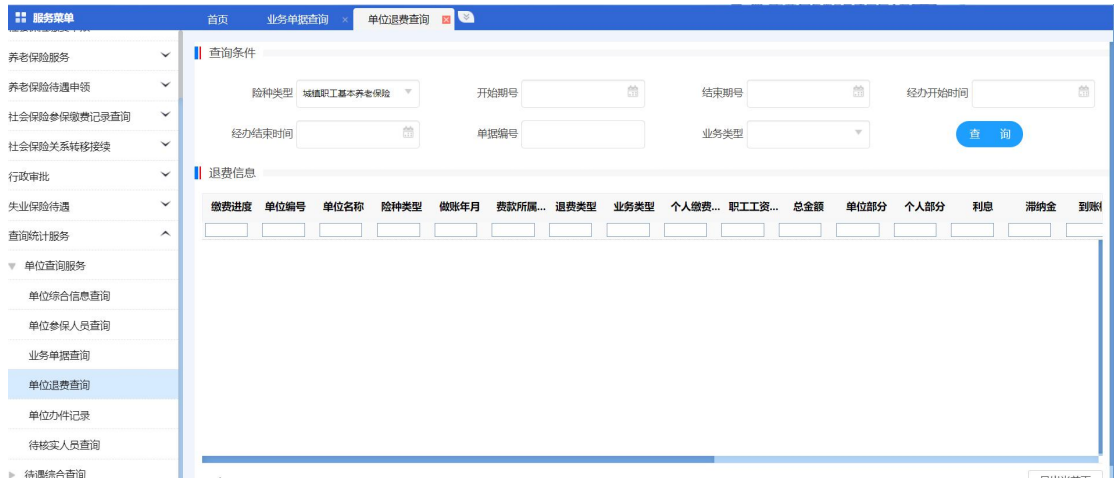 服务菜单
首页 业务单据查询 单位退费查询
养老保险服务
养老保险待遇申领
社会保险参保缴费记录查询
社会保险关系转移接续
行政审批
失业保险待遇
查询统计服务
单位查询服务
单位综合信息查询
单位参保人员查询
业务单据查询
单位退费查询
单位办件记录
待核实人员查询
待遇综合查询
查询条件
险种类型 城镇职工基本养老保险 开始期号 结束期号 经办开始时间
经办结束时间 单据编号 业务类型 查 询
退费信息
缴费进度 单位编号 单位名称 险种类型 做账年月 费款所属... 退费类型 业务类型 个人缴费... 职工工资... 总金额 单位部分 个人部分 利息 滞纳金 到账